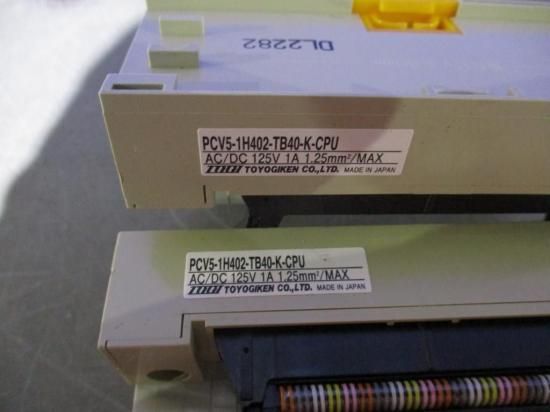 DL2282
PCV5-1H402-TB40-K-CPU
AC/DC 125V 1A 1.25mm²/MAX
TOYOGIKEN CO.,LTD. MADE IN JAPAN
PCV5-1H402-TB40-K-CPU
AC/DC 125V 1A 1.25mm²/MAX
TOYOGIKEN CO.,LTD. MADE IN JAPAN